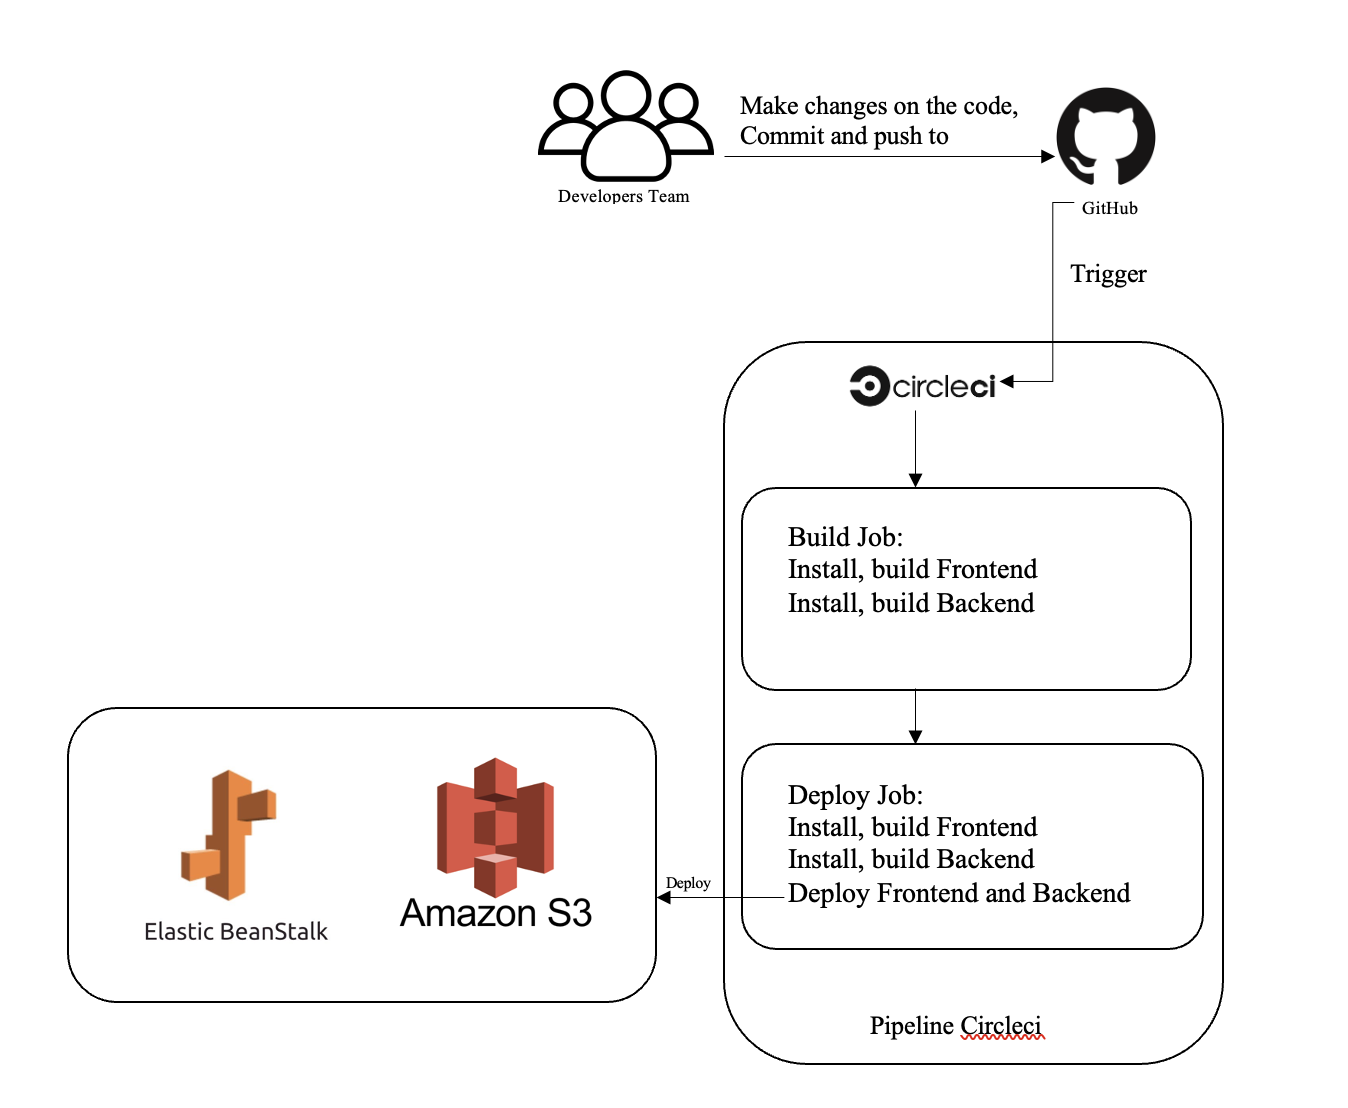 Make changes on the code,
Commit and push to
Developers Team
GitHub
Trigger
circleci
Build Job:
Install, build Frontend
Install, build Backend
Deploy Job:
Install, build Frontend
Install, build Backend
Deploy Frontend and Backend
Deploy
Amazon S3
Elastic BeanStalk
Pipeline Circleci